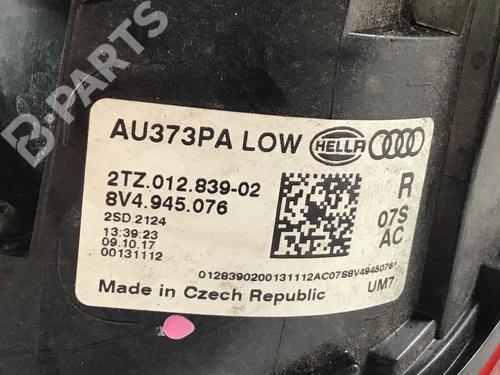 B-PARTS
AU373PA LOW HELLA
2TZ.012.839-02 R
8V4.945.076 07S
2SD.2124 AC
13:39:23
09.10.17
00131112
0128390200131112AC07S8V4945076*
Made in Czech Republic UM7